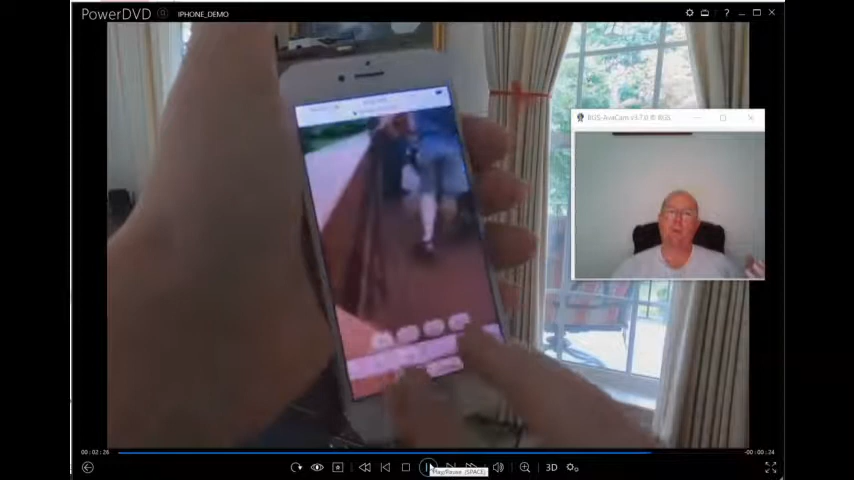 PowerDVD
IPHONE_DEMO
?
00:02:26
-00:00:24
Play/Pause (SPACE)
3D